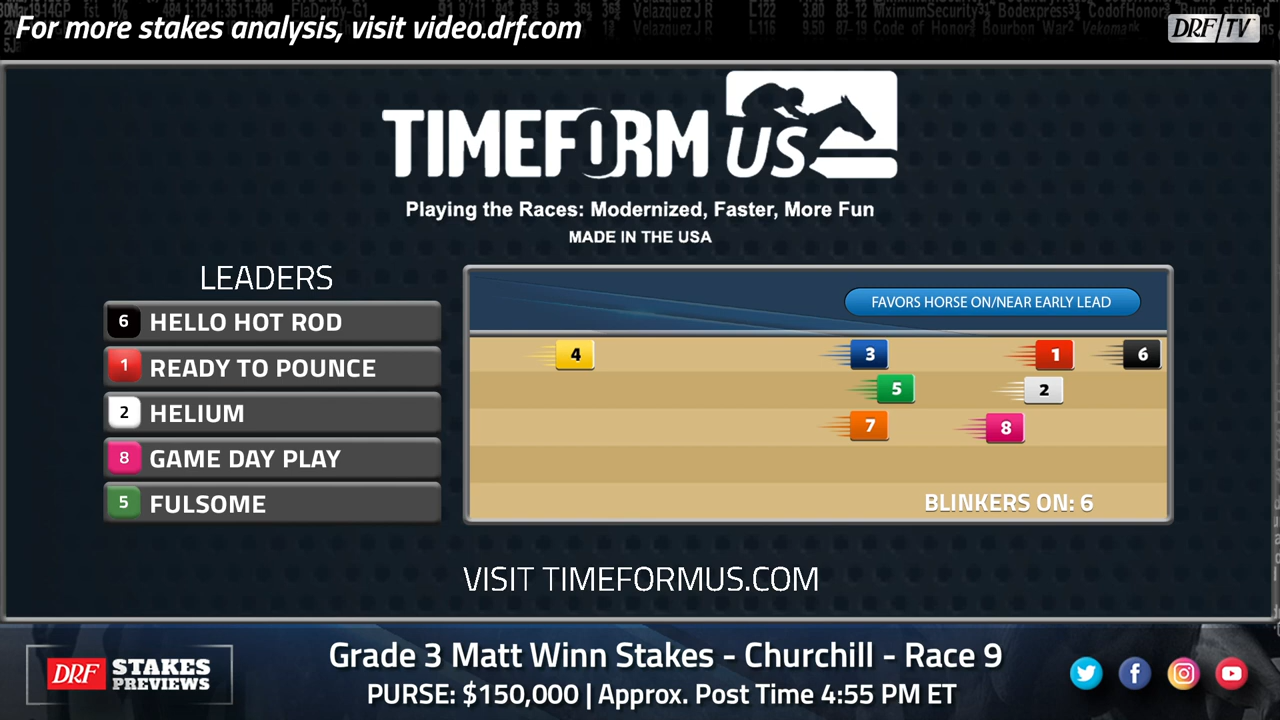 For more stakes analysis, visit video.drf.com
DRF TV
TIMEFORM US
Playing the Races: Modernized, Faster, More Fun
MADE IN THE USA
LEADERS
6 HELLO HOT ROD
1 READY TO POUNCE
2 HELIUM
8 GAME DAY PLAY
5 FULSOME
FAVORS HORSE ON/NEAR EARLY LEAD
4 3 1 6
5 2
7 8
BLINKERS ON: 6
VISIT TIMEFORMUS.COM
DRF STAKES PREVIEWS
Grade 3 Matt Winn Stakes - Churchill - Race 9
PURSE: $150,000 | Approx. Post Time 4:55 PM ET